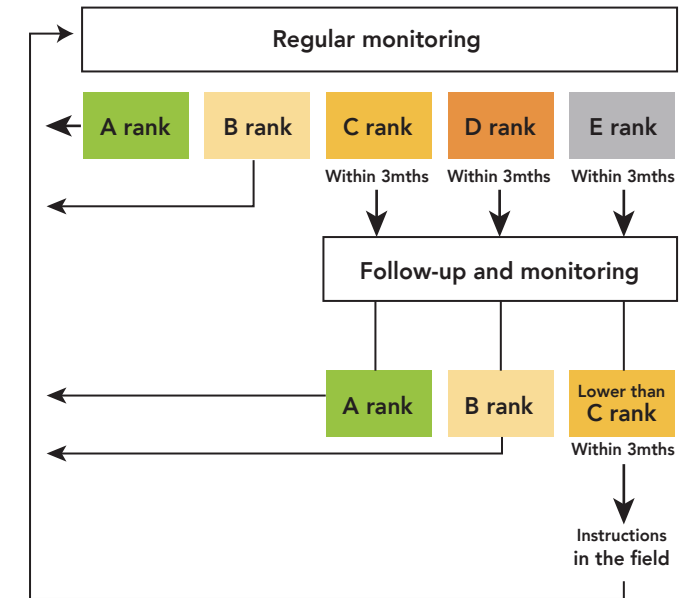 Regular monitoring
A rank
B rank
C rank
D rank
E rank
Within 3mths
Within 3mths
Within 3mths
Follow-up and monitoring
A rank
B rank
Lower than
C rank
Within 3mths
Instructions
in the field